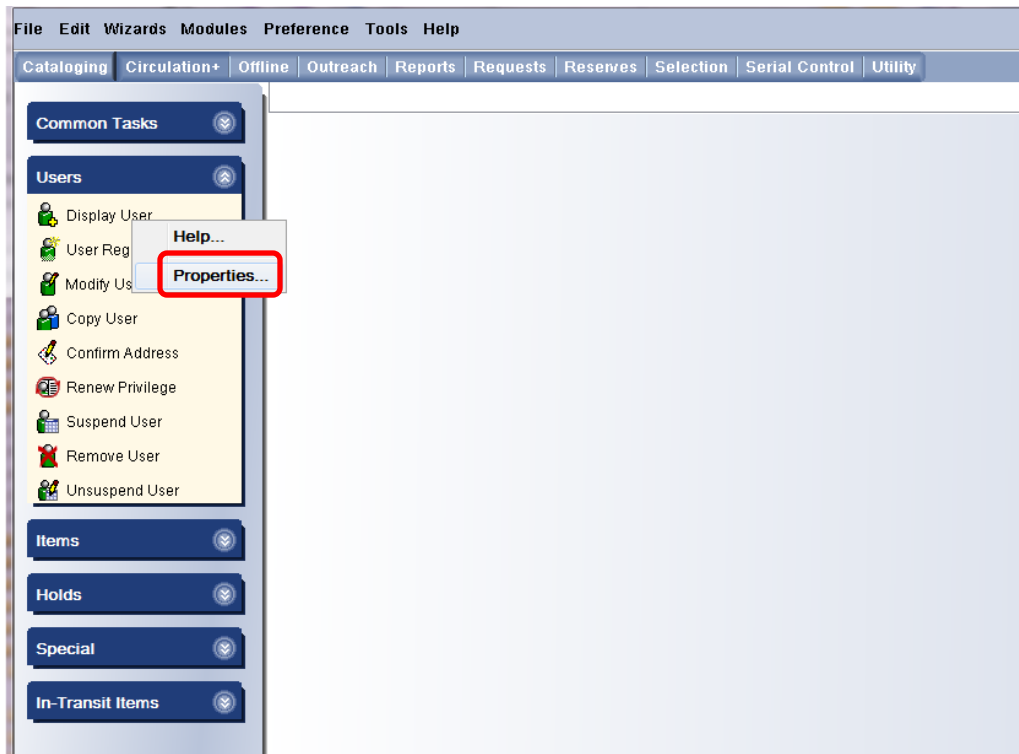 File Edit Wizards Modules Preference Tools Help
Cataloging Circulation+ Offline Outreach Reports Requests Reserves Selection Serial Control Utility
Common Tasks
Users
Display User
Help...
User Reg
Properties...
Modify Us
Copy User
Confirm Address
Renew Privilege
Suspend User
Remove User
Unsuspend User
Items
Holds
Special
In-Transit Items